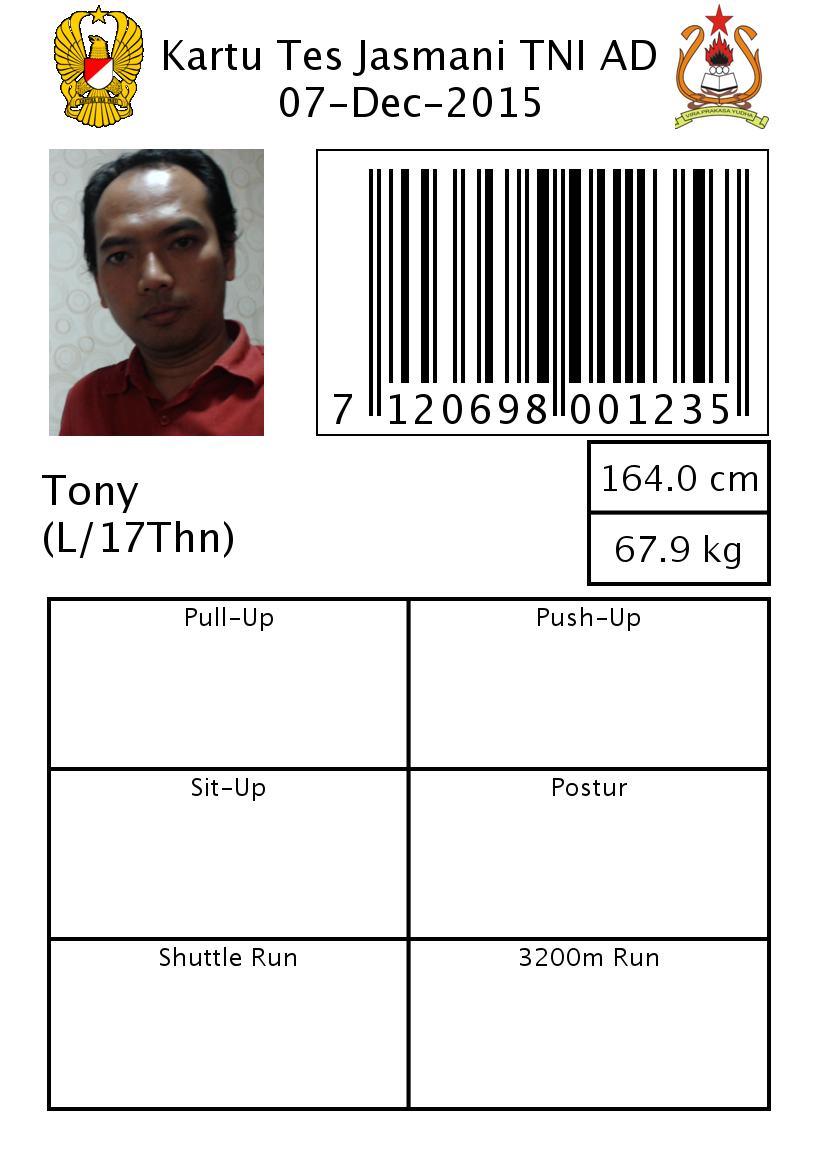 Kartu Tes Jasmani TNI AD
07-Dec-2015
VIRA PRAKASA YUDHA
7 120698 001235
164.0 cm
67.9 kg
Tony
(L/17Thn)
Pull-Up
Push-Up
Sit-Up
Postur
Shuttle Run
3200m Run